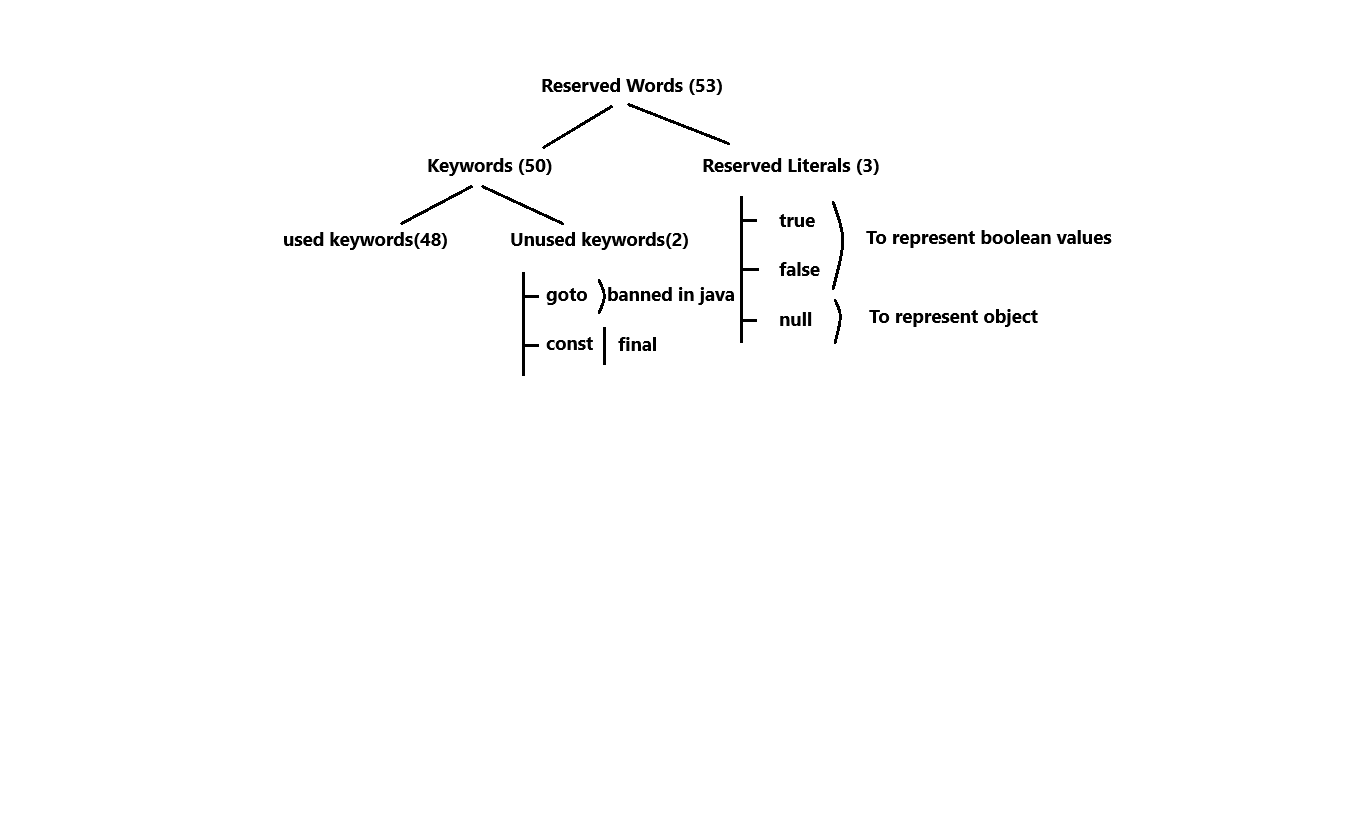 Reserved Words (53)
Keywords (50)
Reserved Literals (3)
used keywords(48)
Unused keywords(2)
goto
banned in java
const
final
true
false
To represent boolean values
null
To represent object